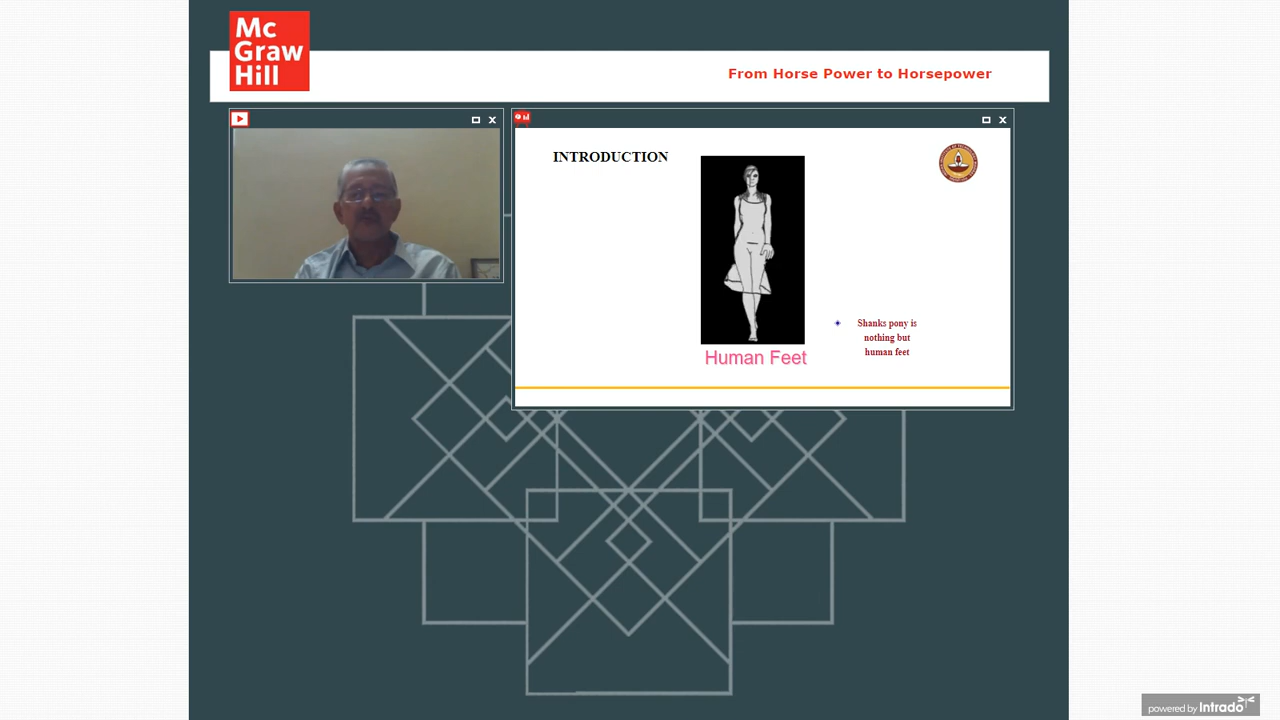 Mc
Graw
Hill
From Horse Power to Horsepower
INTRODUCTION
Human Feet
Shanks pony is
nothing but
human feet
powered by Intrado